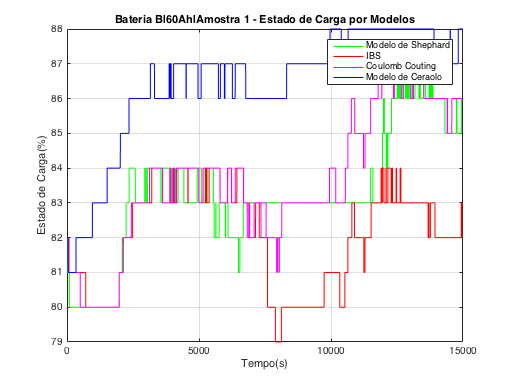 Bateria BI60AhIAmostra 1 - Estado de Carga por Modelos
Estado de Carga(%)
88
87
86
85
84
83
82
81
80
79
Modelo de Shephard
IBS
Coulomb Couting
Modelo de Ceraolo
0
5000
10000
15000
Tempo(s)